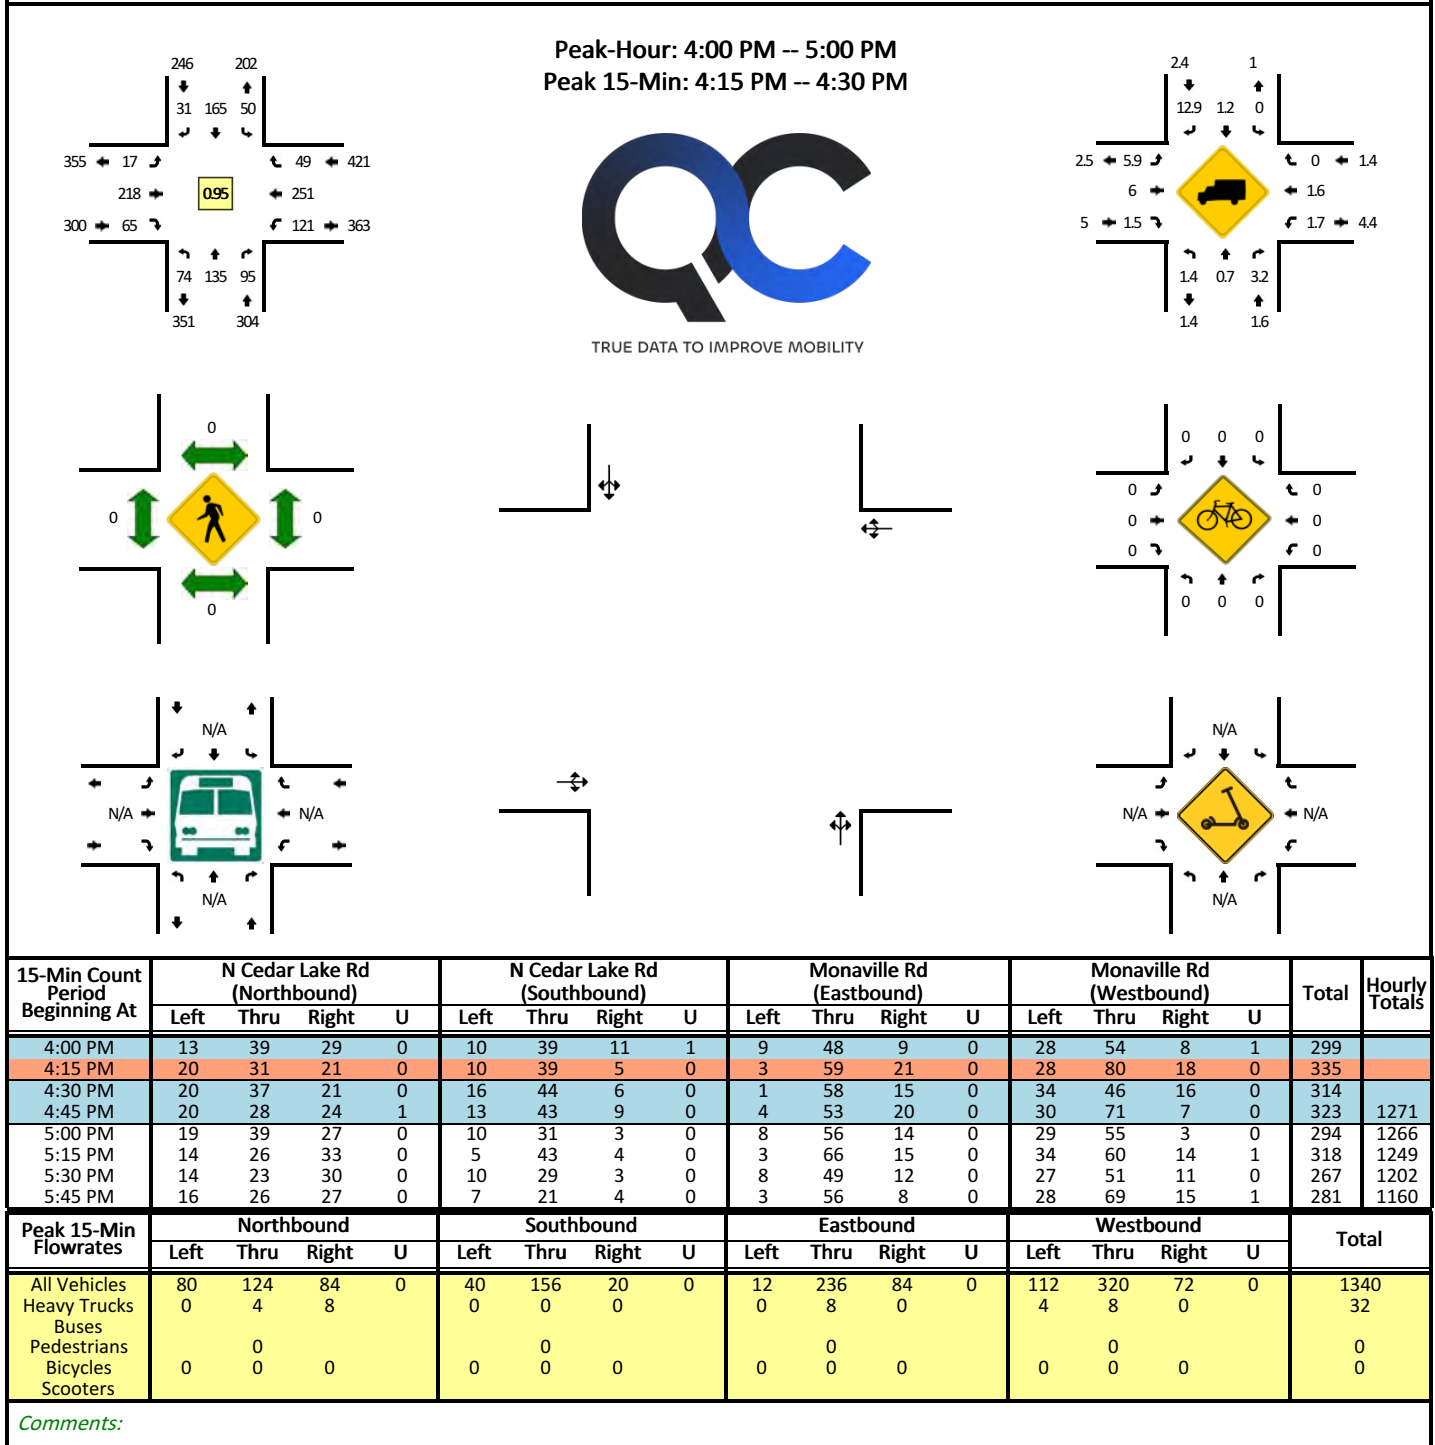 Peak-Hour: 4:00 PM -- 5:00 PM
Peak 15-Min: 4:15 PM -- 4:30 PM
246 202
31 165 50
355 17 49 421
218 0.95 251
300 65 121 363
74 135 95
351 304
QC
TRUE DATA TO IMPROVE MOBILITY
2.4 1
12.9 1.2 0
2.5 5.9 0 1.4
6 1.6
5 1.5 1.7 4.4
1.4 0.7 3.2
1.4 1.6
0
0 0
0
0 0 0
0 0
0 0
0 0
0 0 0
N/A
N/A N/A
N/A
N/A
N/A N/A
N/A
15-Min Count Period Beginning At N Cedar Lake Rd (Northbound) N Cedar Lake Rd (Southbound) Monaville Rd (Eastbound) Monaville Rd (Westbound) Total Hourly Totals
Left Thru Right U Left Thru Right U Left Thru Right U Left Thru Right U
4:00 PM 13 39 29 0 10 39 11 1 9 48 9 0 28 54 8 1 299
4:15 PM 20 31 21 0 10 39 5 0 3 59 21 0 28 80 18 0 335
4:30 PM 20 37 21 0 16 44 6 0 1 58 15 0 34 46 16 0 314
4:45 PM 20 28 24 1 13 43 9 0 4 53 20 0 30 71 7 0 323 1271
5:00 PM 19 39 27 0 10 31 3 0 8 56 14 0 29 55 3 0 294 1266
5:15 PM 14 26 33 0 5 43 4 0 3 66 15 0 34 60 14 1 318 1249
5:30 PM 14 23 30 0 10 29 3 0 8 49 12 0 27 51 11 0 267 1202
5:45 PM 16 26 27 0 7 21 4 0 3 56 8 0 28 69 15 1 281 1160
Peak 15-Min Flowrates Northbound Southbound Eastbound Westbound Total
Left Thru Right U Left Thru Right U Left Thru Right U Left Thru Right U
All Vehicles 80 124 84 0 40 156 20 0 12 236 84 0 112 320 72 0 1340
Heavy Trucks 0 4 8 0 0 0 0 8 0 4 8 0 32
Buses
Pedestrians 0 0 0 0 0
Bicycles 0 0 0 0 0 0 0 0 0 0 0 0 0
Scooters
Comments: